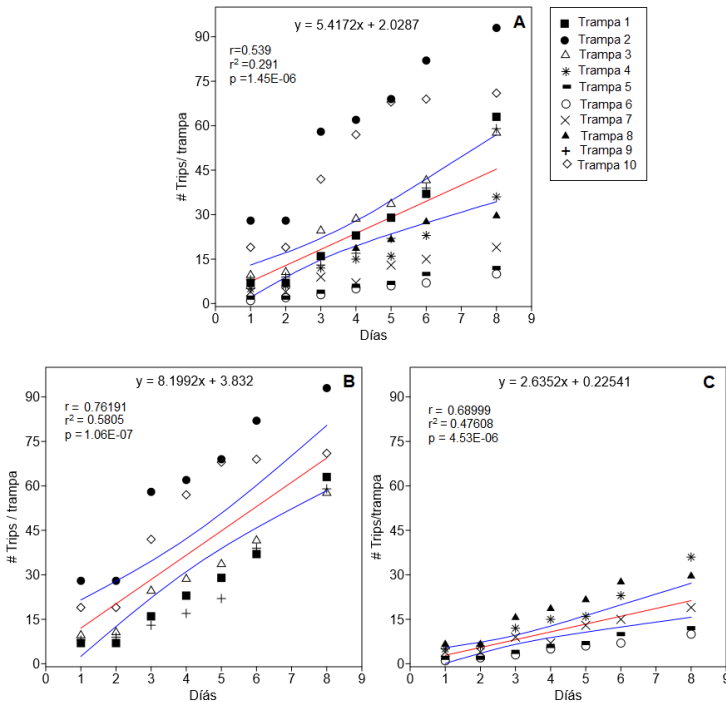 A
y = 5.4172x + 2.0287
r=0.539
r² =0.291
p =1.45E-06
# Trips/ trampa
90
75
60
45
30
15
0
0 1 2 3 4 5 6 7 8 9
Días
Trampa 1
Trampa 2
Trampa 3
Trampa 4
Trampa 5
Trampa 6
Trampa 7
Trampa 8
Trampa 9
Trampa 10
B
y = 8.1992x + 3.832
r = 0.76191
r² = 0.5805
p = 1.06E-07
# Trips / trampa
90
75
60
45
30
15
0
0 1 2 3 4 5 6 7 8 9
Díás
C
y = 2.6352x + 0.22541
r = 0.68999
r² = 0.47608
p = 4.53E-06
# Trips/trampa
90
75
60
45
30
15
0
0 1 2 3 4 5 6 7 8 9
Días